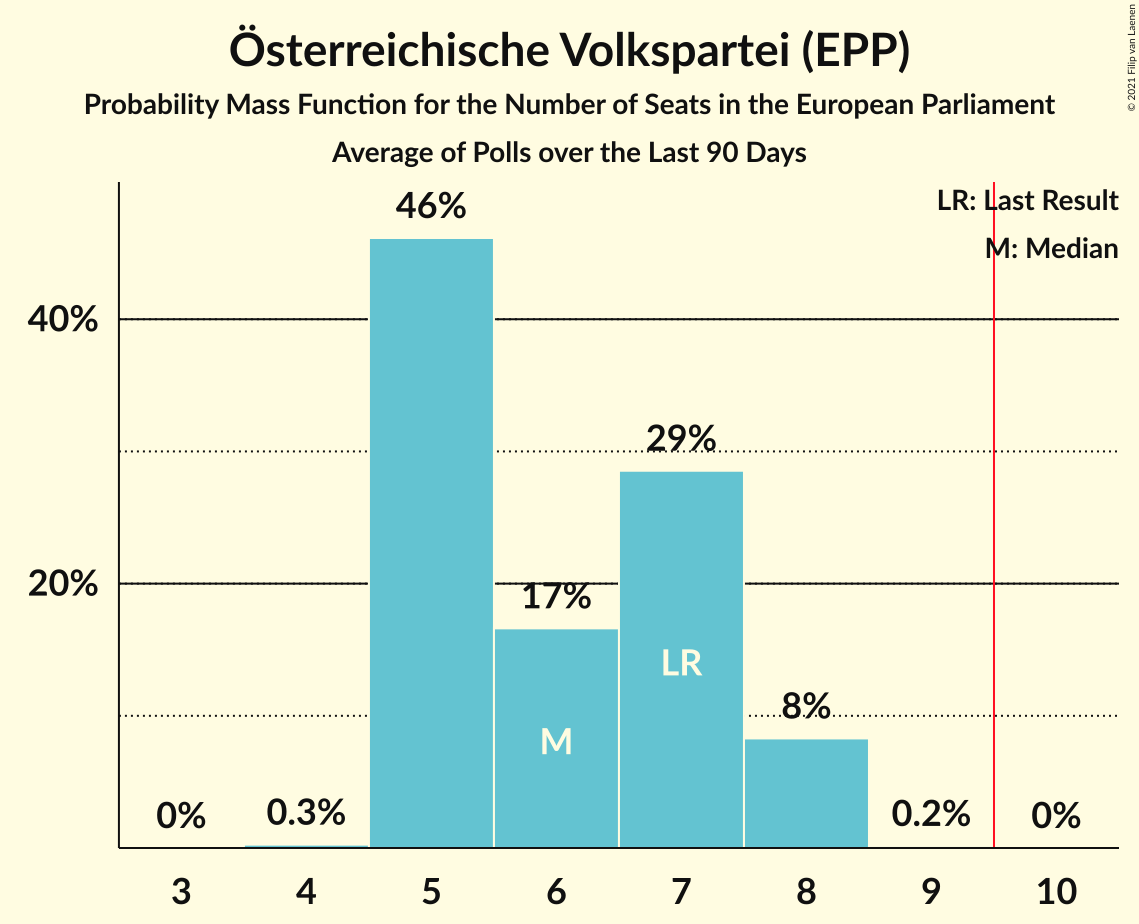 Österreichische Volkspartei (EPP)
Probability Mass Function for the Number of Seats in the European Parliament
Average of Polls over the Last 90 Days
© 2021 Filip van Laenen
LR: Last Result
M: Median
46%
40%
29%
20%
17%
LR
8%
M
0%
0.3%
0.2%
0%
3 4 5 6 7 8 9 10